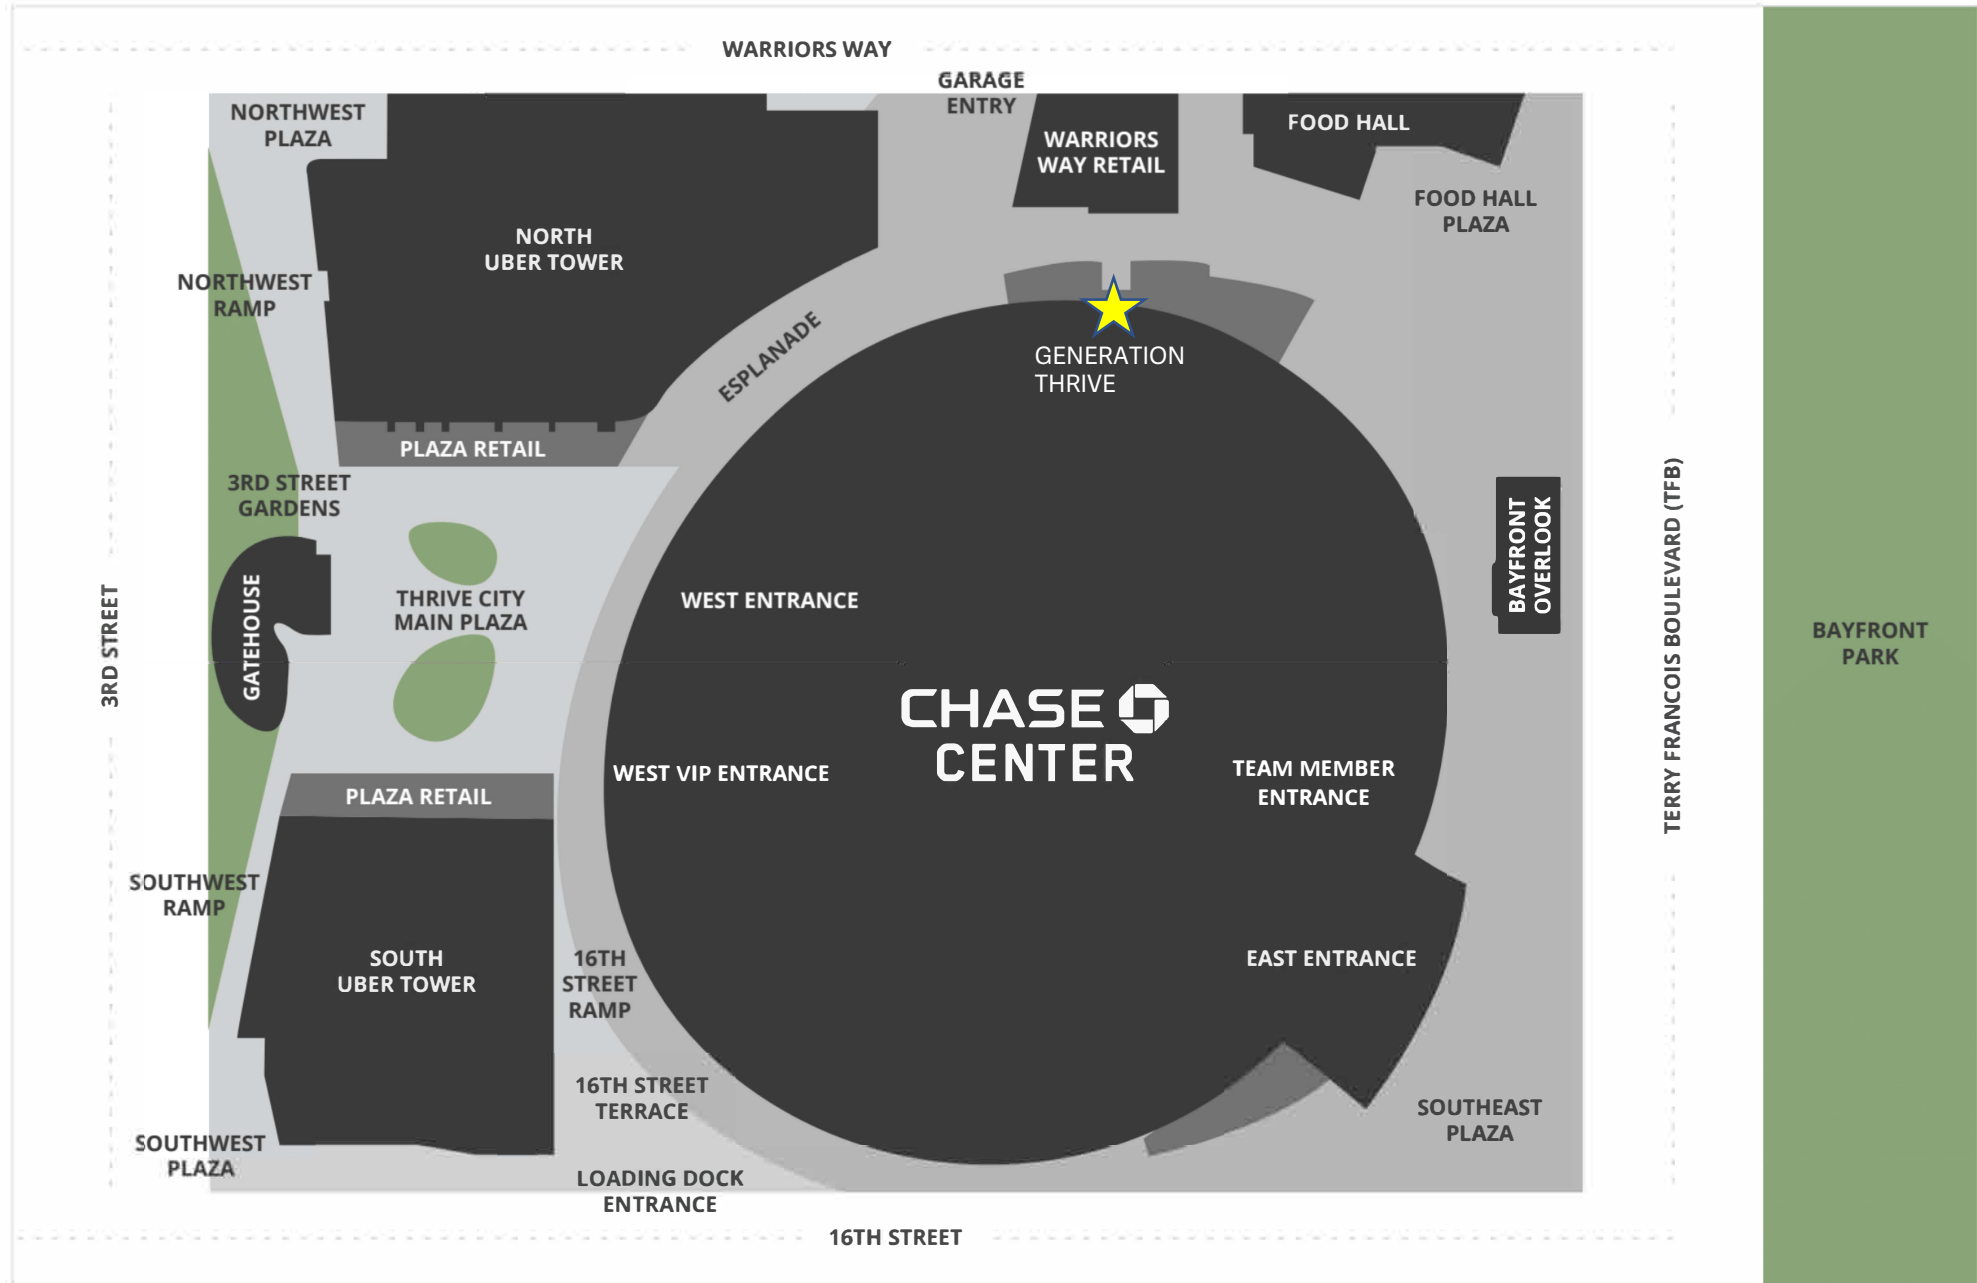 WARRIORS WAY
GARAGE
ENTRY
NORTHWEST
PLAZA
WARRIORS
WAY RETAIL
FOOD HALL
FOOD HALL
PLAZA
NORTH
UBER TOWER
NORTHWEST
RAMP
ESPLANADE
GENERATION
THRIVE
PLAZA RETAIL
3RD STREET
GARDENS
BAYFRONT
OVERLOOK
TERRY FRANCOIS BOULEVARD (TFB)
3RD STREET
GATEHOUSE
THRIVE CITY
MAIN PLAZA
WEST ENTRANCE
BAYFRONT
PARK
CHASE
CENTER
WEST VIP ENTRANCE
TEAM MEMBER
ENTRANCE
PLAZA RETAIL
SOUTHWEST
RAMP
SOUTH
UBER TOWER
16TH
STREET
RAMP
EAST ENTRANCE
16TH STREET
TERRACE
SOUTHEAST
PLAZA
SOUTHWEST
PLAZA
LOADING DOCK
ENTRANCE
16TH STREET